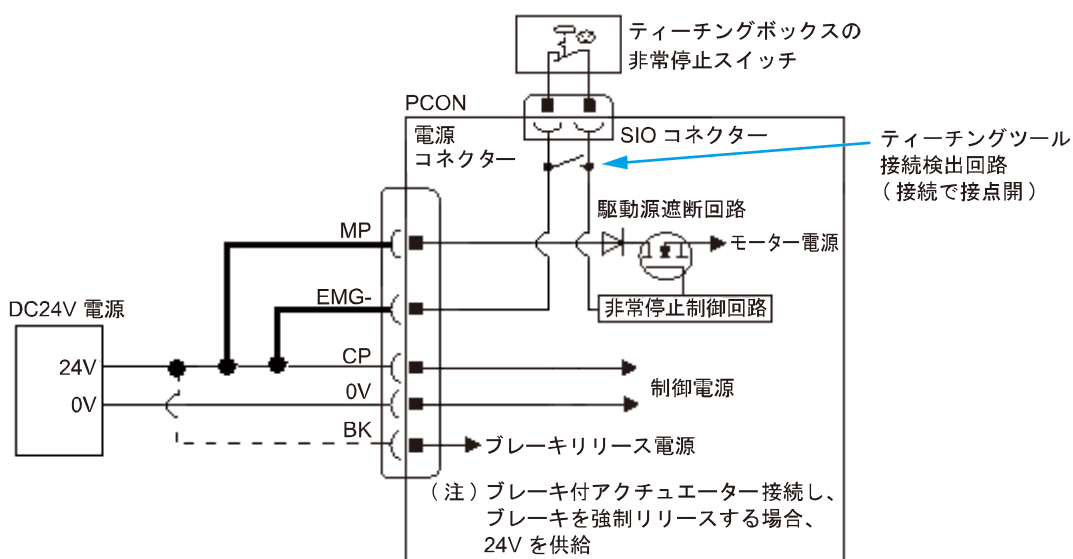 ティーチングボックスの
非常停止スイッチ
PCON
電源
コネクター
SIO コネクター
ティーチングツール
接続検出回路
（接続で接点開）
駆動源遮断回路
MP
モーター電源
EMG-
非常停止制御回路
DC24V 電源
24V
CP
0V
0V
制御電源
BK
ブレーキリリース電源
（注）ブレーキ付アクチュエーター接続し、
ブレーキを強制リリースする場合、
24V を供給